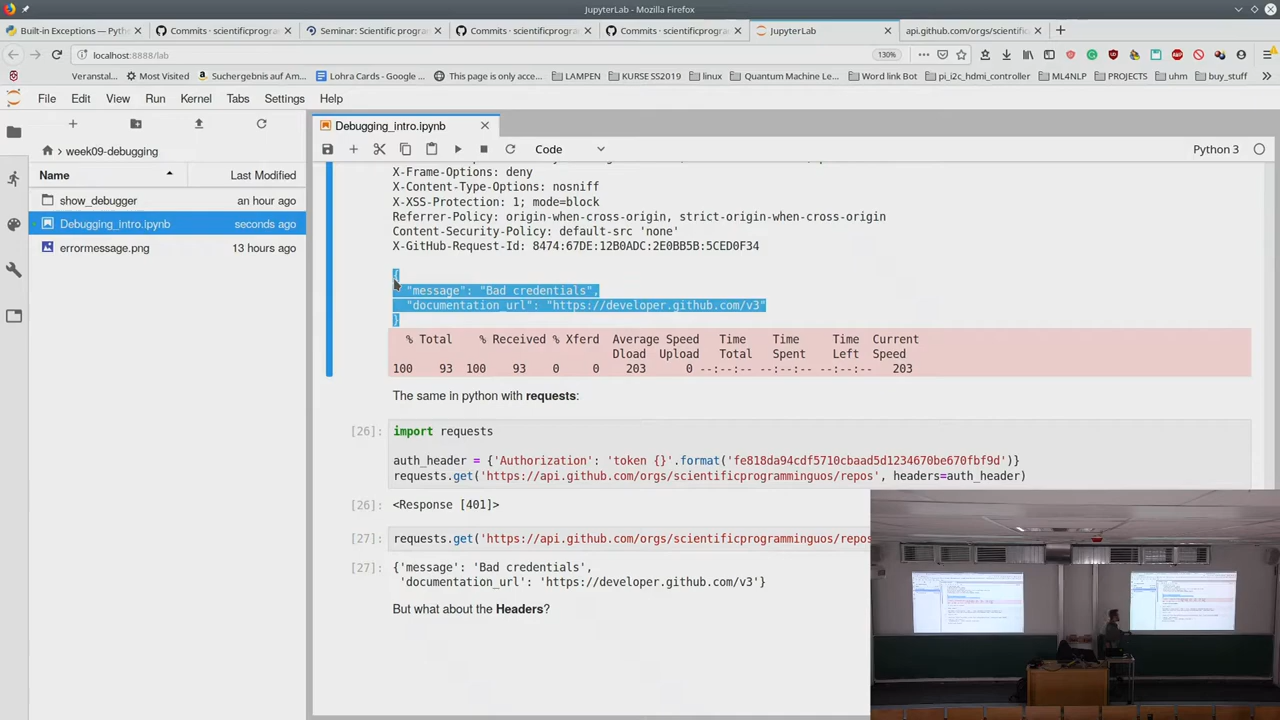 JupyterLab - Mozilla Firefox
Built-in Exceptions — Pyth
Commits · scientificprogram
Seminar: Scientific progra
Commits · scientificprogr
Commits · scientificprogra
JupyterLab
api.github.com/orgs/scientifi
localhost:8888/lab
130%
Veranstal...
Most Visited
Suchergebnis auf Am...
Lohra Cards - Google ...
This page is only acce...
LAMPEN
KURSE SS2019
linux
Quantum Machine Le...
Word link Bot
pi_i2c_hdmi_controller
ML4NLP
PROJECTS
uhm
buy_stuff
File Edit View Run Kernel Tabs Settings Help
Debugging_intro.ipynb
Code
Python 3
week09-debugging
Name Last Modified
show_debugger an hour ago
Debugging_intro.ipynb seconds ago
errormessage.png 13 hours ago
X-Frame-Options: deny
X-Content-Type-Options: nosniff
X-XSS-Protection: 1; mode=block
Referrer-Policy: origin-when-cross-origin, strict-origin-when-cross-origin
Content-Security-Policy: default-src 'none'
X-GitHub-Request-Id: 8474:67DE:12B0ADC:2E0BB5B:5CED0F34
{
"message": "Bad credentials",
"documentation_url": "https://developer.github.com/v3"
}
% Total % Received % Xferd Average Speed Time Time Time Current
Dload Upload Total Spent Left Speed
100 93 100 93 0 0 203 0 --:--:-- --:--:-- --:--:-- 203
The same in python with requests:
[26]: import requests
auth_header = {'Authorization': 'token {}'.format('fe818da94cdf5710cbaad5d1234670be670fbf9d')}
requests.get('https://api.github.com/orgs/scientificprogramminguos/repos', headers=auth_header)
[26]: <Response [401]>
[27]: requests.get('https://api.github.com/orgs/scientificprogramminguos/repos
[27]: {'message': 'Bad credentials',
'documentation_url': 'https://developer.github.com/v3'}
But what about the Headers?